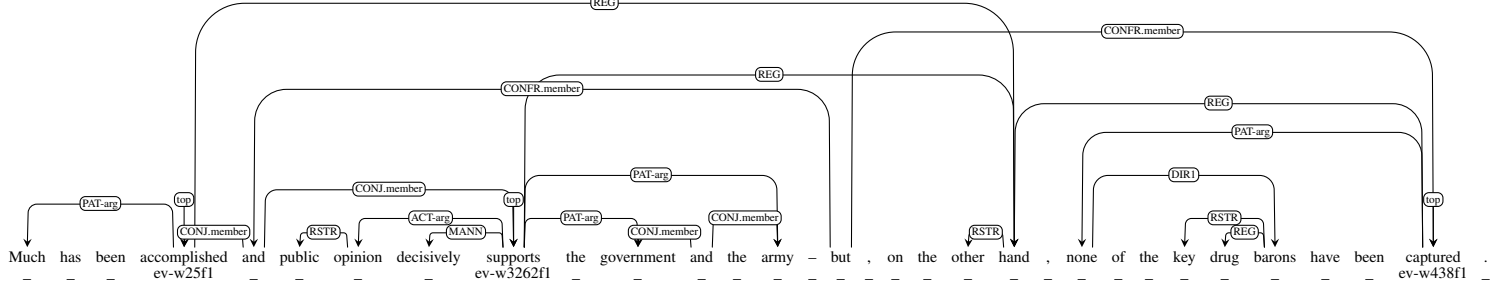 REG
CONFR.member
REG
CONFR.member
REG
PAT-arg
PAT-arg DIR1
CONJ.member
PAT-arg top top top
ACT-arg PAT-arg CONJ.member RSTR
CONJ.member RSTR MANN CONJ.member RSTR REG
Much has been accomplished and public opinion decisively supports the government and the army – but , on the other hand , none of the key drug barons have been captured .
_ _ _ ev-w25f1 _ _ _ _ ev-w3262f1 _ _ _ _ _ _ _ _ _ _ _ _ _ _ _ _ _ _ _ _ _ ev-w438f1 _